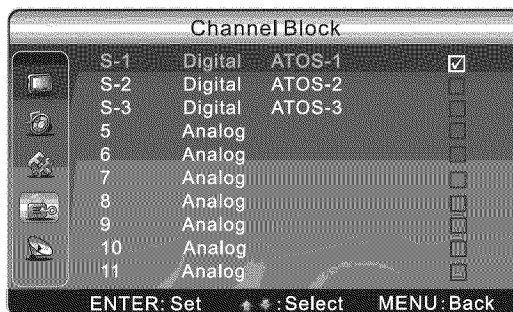 Channel Block
S-1 Digital ATOS-1
S-2 Digital ATOS-2
S-3 Digital ATOS-3
5 Analog
6 Analog
7 Analog
8 Analog
9 Analog
10 Analog
11 Analog
ENTER: Set :Select MENU:Back